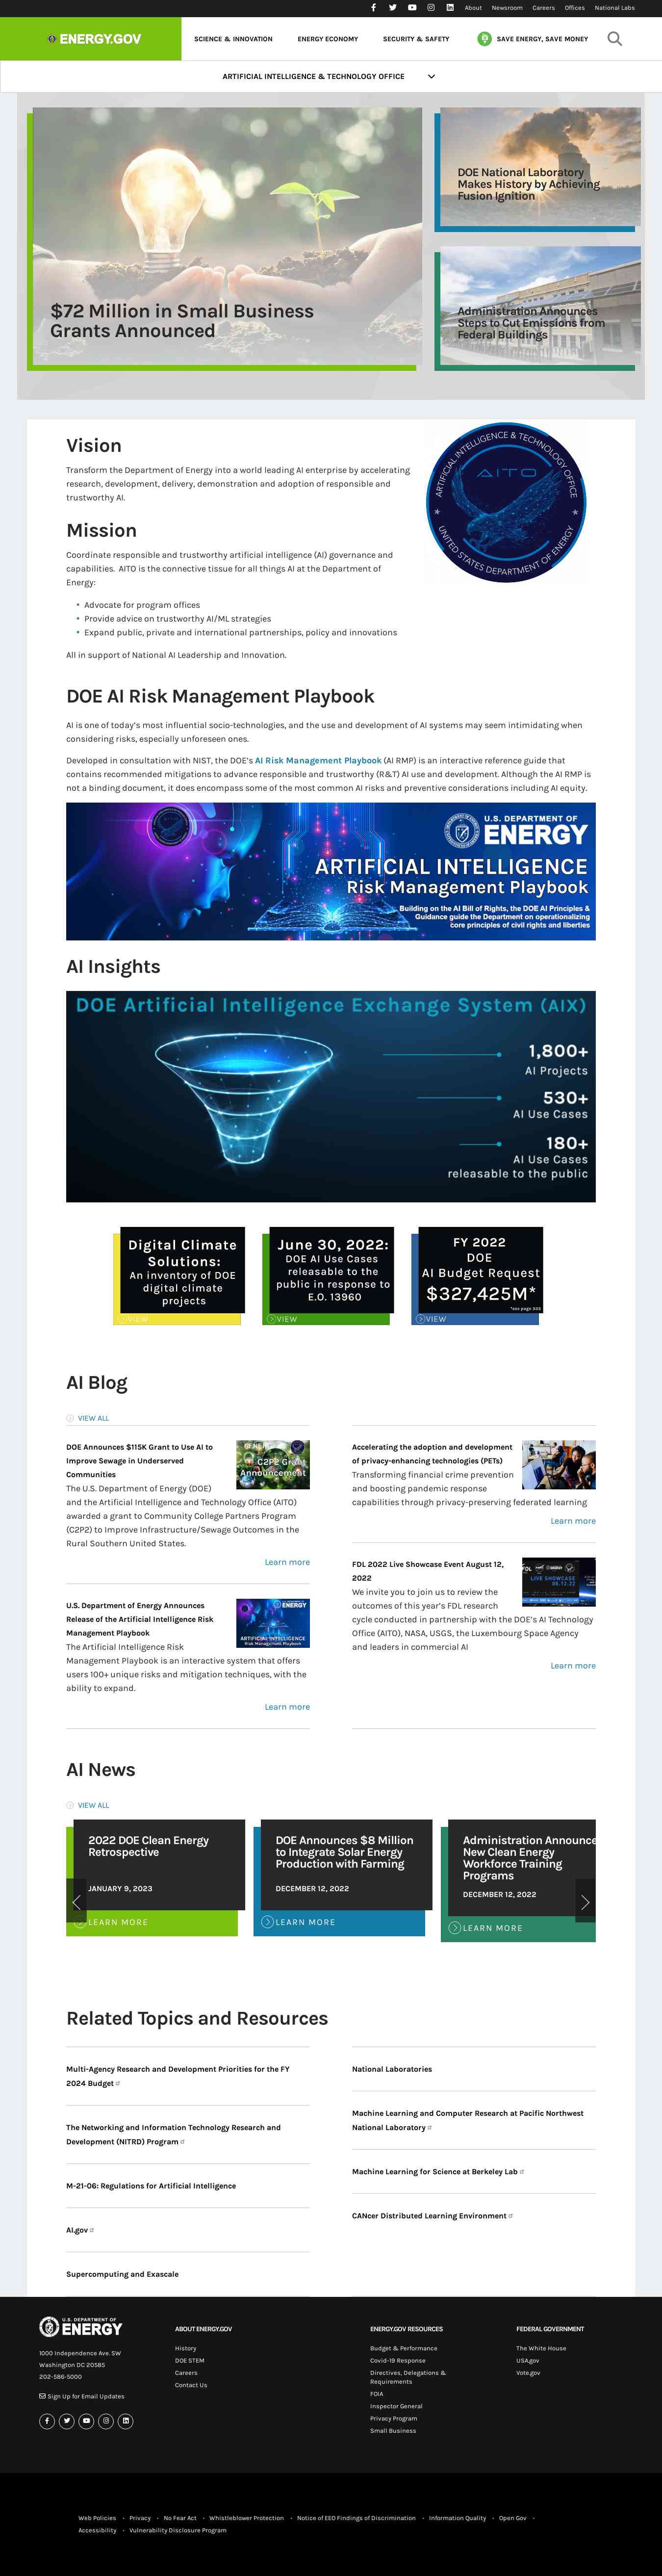 About Newsroom Careers Offices National Labs
ENERGY.GOV
SCIENCE & INNOVATION ENERGY ECONOMY SECURITY & SAFETY SAVE ENERGY, SAVE MONEY
ARTIFICIAL INTELLIGENCE & TECHNOLOGY OFFICE
$72 Million in Small Business
Grants Announced
DOE National Laboratory
Makes History by Achieving
Fusion Ignition
Administration Announces
Steps to Cut Emissions from
Federal Buildings
Vision
Transform the Department of Energy into a world leading AI enterprise by accelerating
research, development, delivery, demonstration and adoption of responsible and
trustworthy AI.
ARTIFICIAL INTELLIGENCE & TECHNOLOGY OFFICE
AITO
UNITED STATES DEPARTMENT OF ENERGY
Mission
Coordinate responsible and trustworthy artificial intelligence (AI) governance and
capabilities. AITO is the connective tissue for all things AI at the Department of
Energy:
• Advocate for program offices
• Provide advice on trustworthy AI/ML strategies
• Expand public, private and international partnerships, policy and innovations
All in support of National AI Leadership and Innovation.
DOE AI Risk Management Playbook
AI is one of today's most influential socio-technologies, and the use and development of AI systems may seem intimidating when
considering risks, especially unforeseen ones.
Developed in consultation with NIST, the DOE's AI Risk Management Playbook (AI RMP) is an interactive reference guide that
contains recommended mitigations to advance responsible and trustworthy (R&T) AI use and development. Although the AI RMP is
not a binding document, it does encompass some of the most common AI risks and preventive considerations including AI equity.
U.S. DEPARTMENT OF
ENERGY
ARTIFICIAL INTELLIGENCE
Risk Management Playbook
Building on the AI Bill of Rights, the DOE AI Principles &
Guidance guide the Department on operationalizing
core principles of civil rights and liberties
AI Insights
DOE Artificial Intelligence Exchange System (AIX)
1,800+
AI Projects
530+
AI Use Cases
180+
AI Use Cases
releasable to the public
Digital Climate
Solutions:
An inventory of DOE
digital climate
projects
VIEW
June 30, 2022:
DOE AI Use Cases
releasable to the
public in response to
E.O. 13960
VIEW
FY 2022
DOE
AI Budget Request
$327,425M*
*see page 333
VIEW
AI Blog
VIEW ALL
DOE Announces $115K Grant to Use AI to
Improve Sewage in Underserved
Communities
C2P2 Grant
Announcement
The U.S. Department of Energy (DOE)
and the Artificial Intelligence and Technology Office (AITO)
awarded a grant to Community College Partners Program
(C2P2) to Improve Infrastructure/Sewage Outcomes in the
Rural Southern United States.
Learn more
U.S. Department of Energy Announces
Release of the Artificial Intelligence Risk
Management Playbook
ENERGY
ARTIFICIAL INTELLIGENCE
Risk Management Playbook
The Artificial Intelligence Risk
Management Playbook is an interactive system that offers
users 100+ unique risks and mitigation techniques, with the
ability to expand.
Learn more
Accelerating the adoption and development
of privacy-enhancing technologies (PETs)
Transforming financial crime prevention
and boosting pandemic response
capabilities through privacy-preserving federated learning
Learn more
FDL 2022 Live Showcase Event August 12,
2022
LIVE SHOWCASE
08.12.22
We invite you to join us to review the
outcomes of this year's FDL research
cycle conducted in partnership with the DOE's AI Technology
Office (AITO), NASA, USGS, the Luxembourg Space Agency
and leaders in commercial AI
Learn more
AI News
VIEW ALL
2022 DOE Clean Energy
Retrospective
JANUARY 9, 2023
LEARN MORE
DOE Announces $8 Million
to Integrate Solar Energy
Production with Farming
DECEMBER 12, 2022
LEARN MORE
Administration Announce
New Clean Energy
Workforce Training
Programs
DECEMBER 12, 2022
LEARN MORE
Related Topics and Resources
Multi-Agency Research and Development Priorities for the FY
2024 Budget
The Networking and Information Technology Research and
Development (NITRD) Program
M-21-06: Regulations for Artificial Intelligence
AI.gov
Supercomputing and Exascale
National Laboratories
Machine Learning and Computer Research at Pacific Northwest
National Laboratory
Machine Learning for Science at Berkeley Lab
CANcer Distributed Learning Environment
U.S. DEPARTMENT OF
ENERGY
1000 Independence Ave. SW
Washington DC 20585
202-586-5000
Sign Up for Email Updates
ABOUT ENERGY.GOV
History
DOE STEM
Careers
Contact Us
ENERGY.GOV RESOURCES
Budget & Performance
Covid-19 Response
Directives, Delegations &
Requirements
FOIA
Inspector General
Privacy Program
Small Business
FEDERAL GOVERNMENT
The White House
USA.gov
Vote.gov
Web Policies • Privacy • No Fear Act • Whistleblower Protection • Notice of EEO Findings of Discrimination • Information Quality • Open Gov •
Accessibility • Vulnerability Disclosure Program